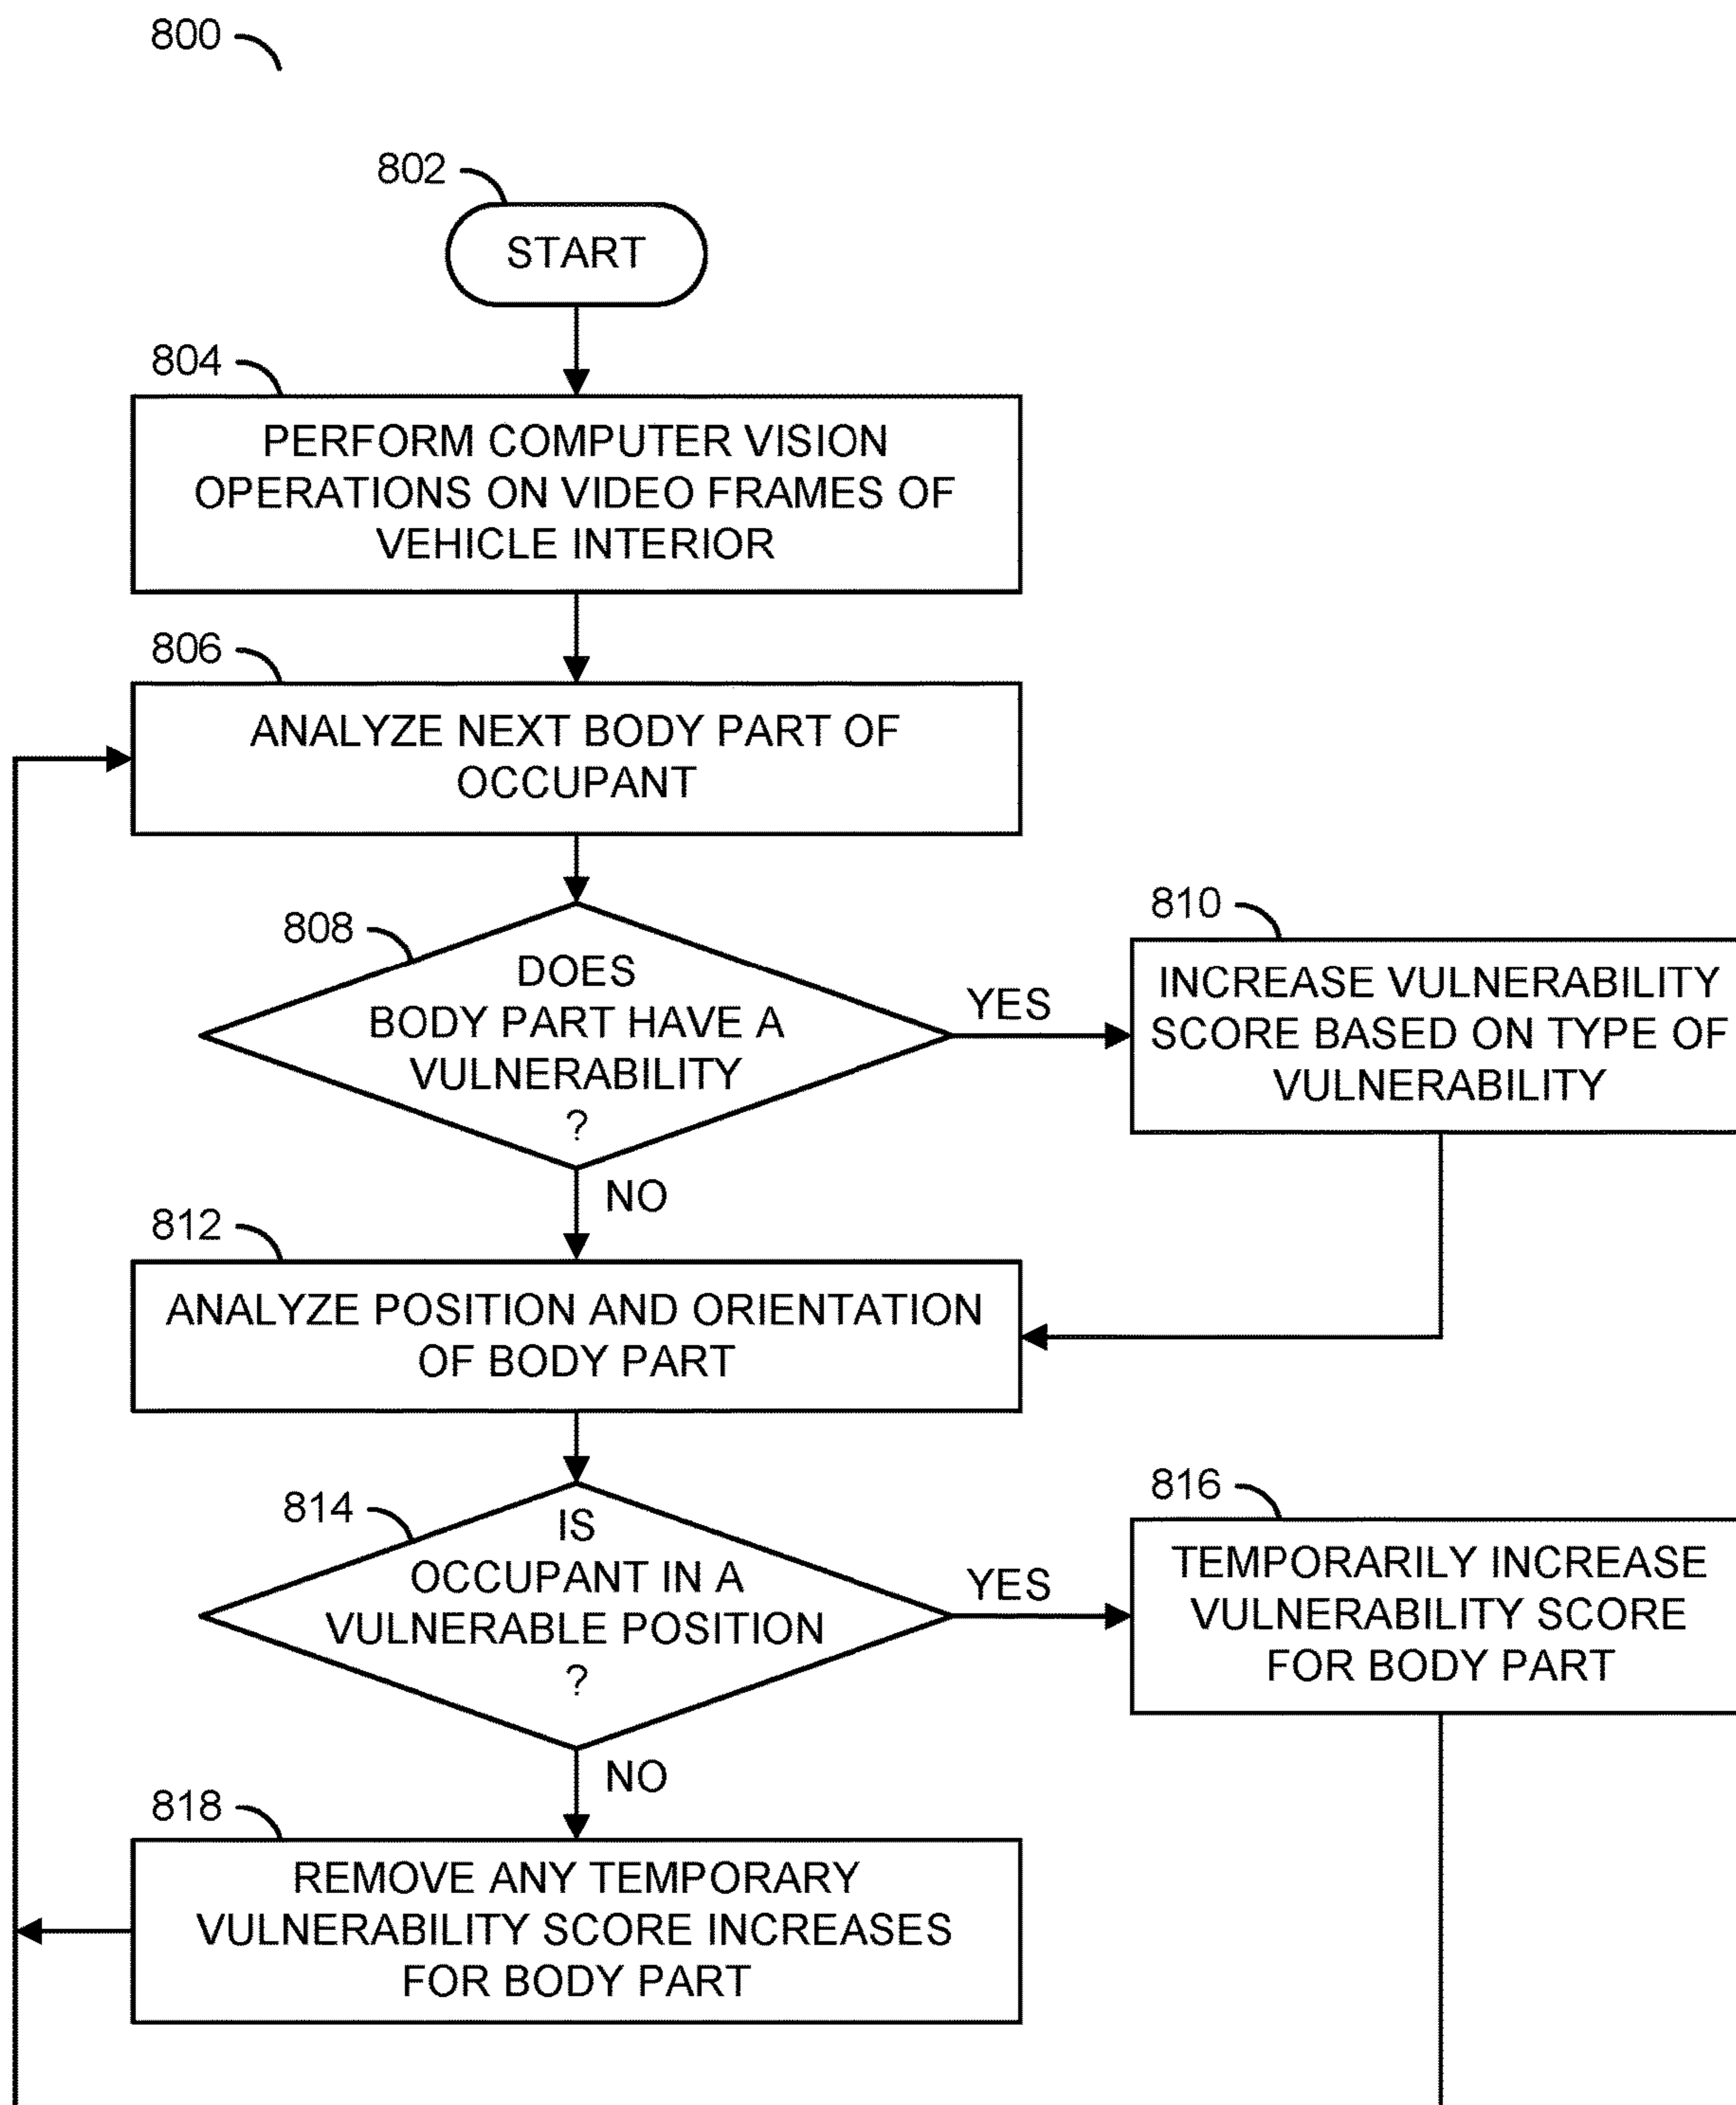 800
802
START
804
PERFORM COMPUTER VISION
OPERATIONS ON VIDEO FRAMES OF
VEHICLE INTERIOR
806
ANALYZE NEXT BODY PART OF
OCCUPANT
808
DOES
BODY PART HAVE A
VULNERABILITY
?
YES
NO
810
INCREASE VULNERABILITY
SCORE BASED ON TYPE OF
VULNERABILITY
812
ANALYZE POSITION AND ORIENTATION
OF BODY PART
814
IS
OCCUPANT IN A
VULNERABLE POSITION
?
YES
NO
816
TEMPORARILY INCREASE
VULNERABILITY SCORE
FOR BODY PART
818
REMOVE ANY TEMPORARY
VULNERABILITY SCORE INCREASES
FOR BODY PART